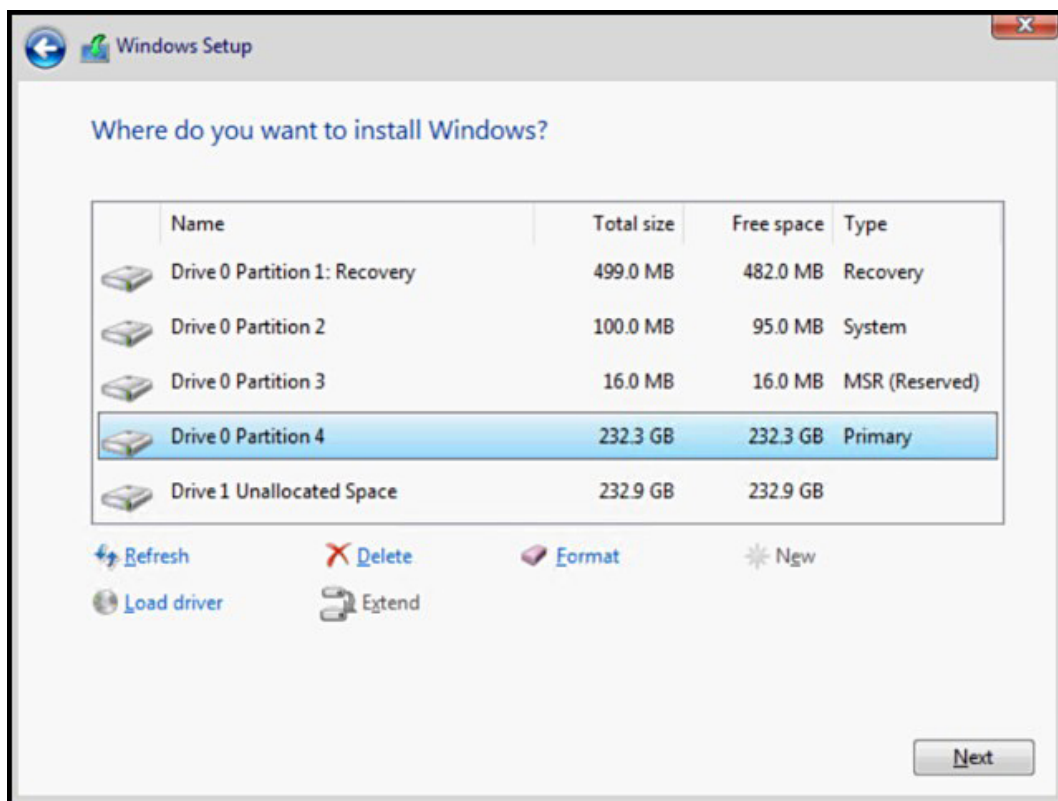 Windows Setup
Where do you want to install Windows?
Name Total size Free space Type
Drive 0 Partition 1: Recovery 499.0 MB 482.0 MB Recovery
Drive 0 Partition 2 100.0 MB 95.0 MB System
Drive 0 Partition 3 16.0 MB 16.0 MB MSR (Reserved)
Drive 0 Partition 4 232.3 GB 232.3 GB Primary
Drive 1 Unallocated Space 232.9 GB 232.9 GB
Refresh Delete Format New
Load driver Extend
Next